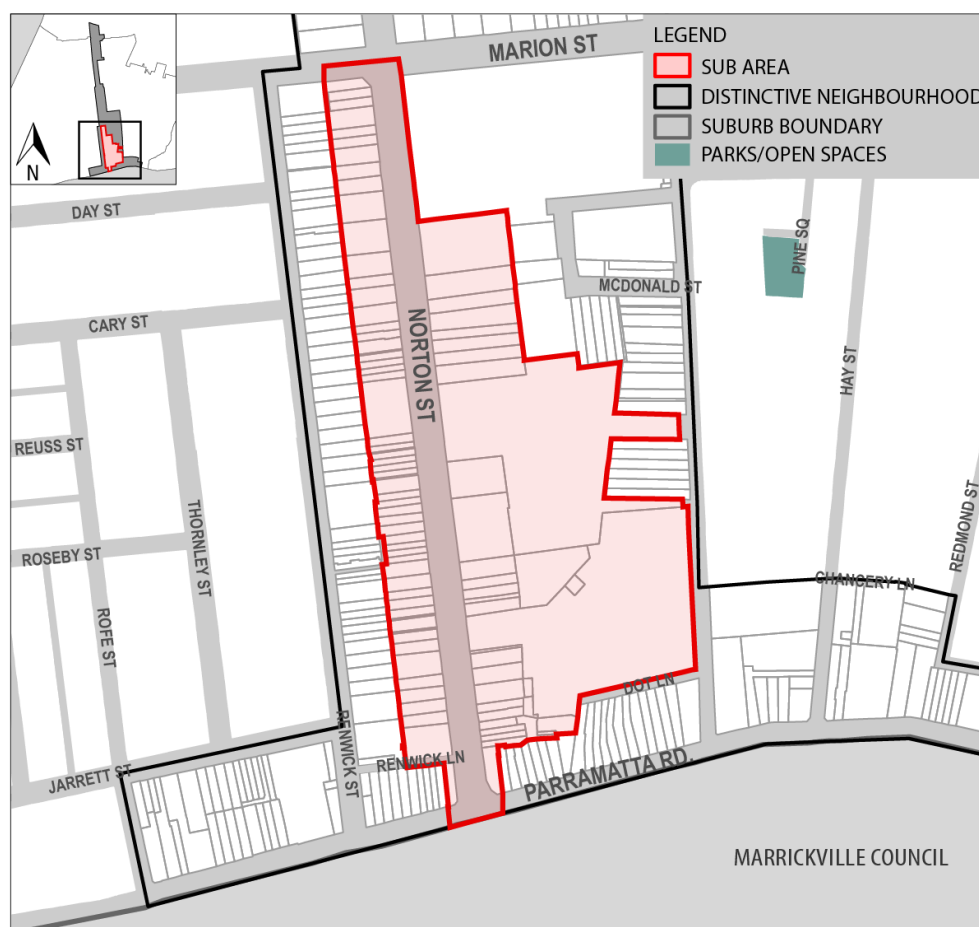 MARION ST
LEGEND
SUB AREA
DISTINCTIVE NEIGHBOURHOOD
SUBURB BOUNDARY
PARKS/OPEN SPACES
N
DAY ST
PINE SQ
MCDONALD ST
CARY ST
NORTON ST
HAY ST
REUSS ST
THORNLEY ST
REDMOND ST
ROSEBY ST
CHANCERY LN
ROFE ST
DOT LN
RENWICK ST
RENWICK LN
JARRETT ST
PARRAMATTA RD.
MARRICKVILLE COUNCIL